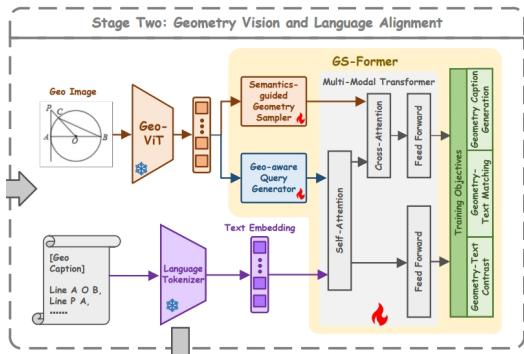 Stage Two: Geometry Vision and Language Alignment
GS-Former
Geo Image
P
C
A
O
B
Geo-
ViT
Semantics-
guided
Geometry
Sampler
Geo-aware
Query
Generator
Multi-Modal Transformer
Self-Attention
Cross-Attention
Feed Forward
Feed Forward
Training Objectives
Geometry Caption
Generation
Geometry-
Text Matching
Geometry-Text
Contrast
[Geo
Caption]
Line A O B,
Line P A,
......
Language
Tokenizer
Text Embedding